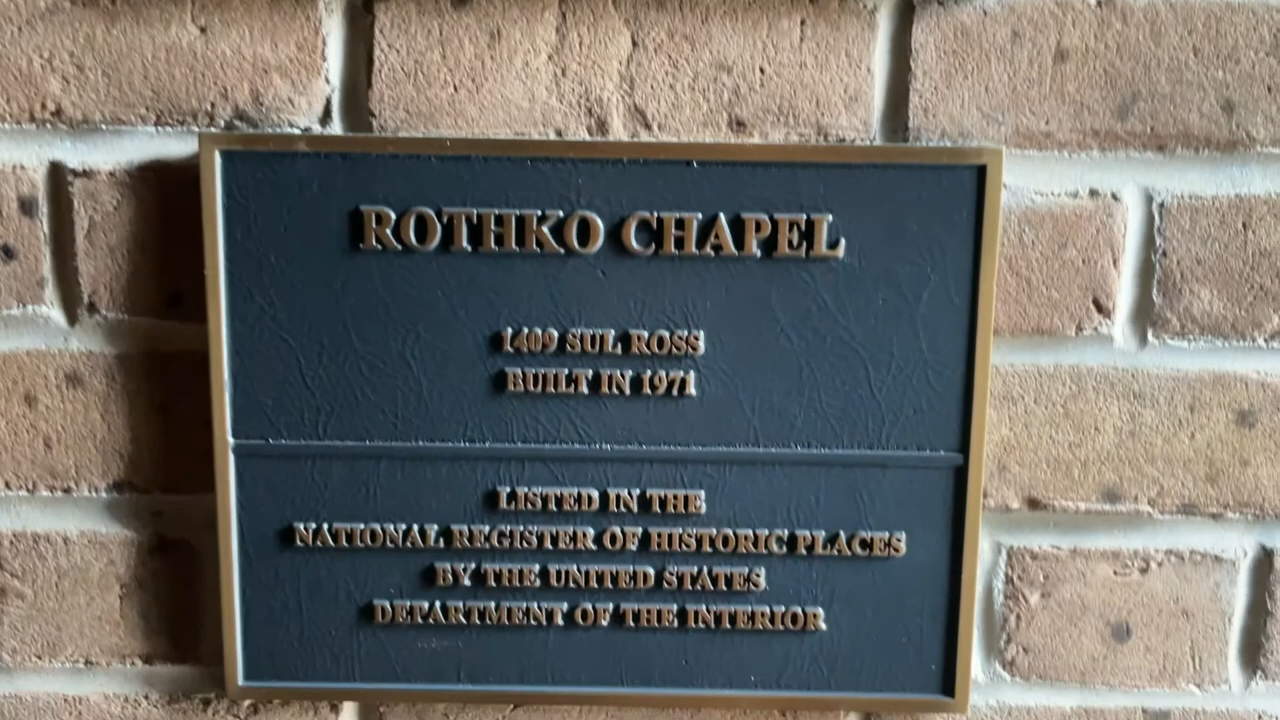 ROTHKO CHAPEL
1409 SUL ROSS
BUILT IN 1971
LISTED IN THE
NATIONAL REGISTER OF HISTORIC PLACES
BY THE UNITED STATES
DEPARTMENT OF THE INTERIOR